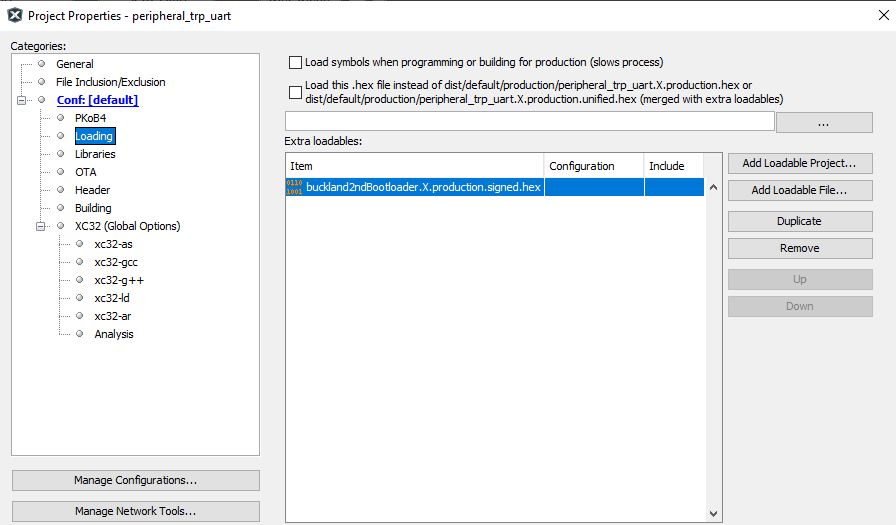 Project Properties - peripheral_trp_uart
Categories:
General
File Inclusion/Exclusion
Conf: [default]
PKoB4
Loading
Libraries
OTA
Header
Building
XC32 (Global Options)
xc32-as
xc32-gcc
xc32-g++
xc32-ld
xc32-ar
Analysis
Manage Configurations...
Manage Network Tools...
Load symbols when programming or building for production (slows process)
Load this .hex file instead of dist/default/production/peripheral_trp_uart.X.production.hex or
dist/default/production/peripheral_trp_uart.X.production.unified.hex (merged with extra loadables)
...
Extra loadables:
Item Configuration Include
0110
1001
buckland2ndBootloader.X.production.signed.hex
Add Loadable Project...
Add Loadable File...
Duplicate
Remove
Up
Down